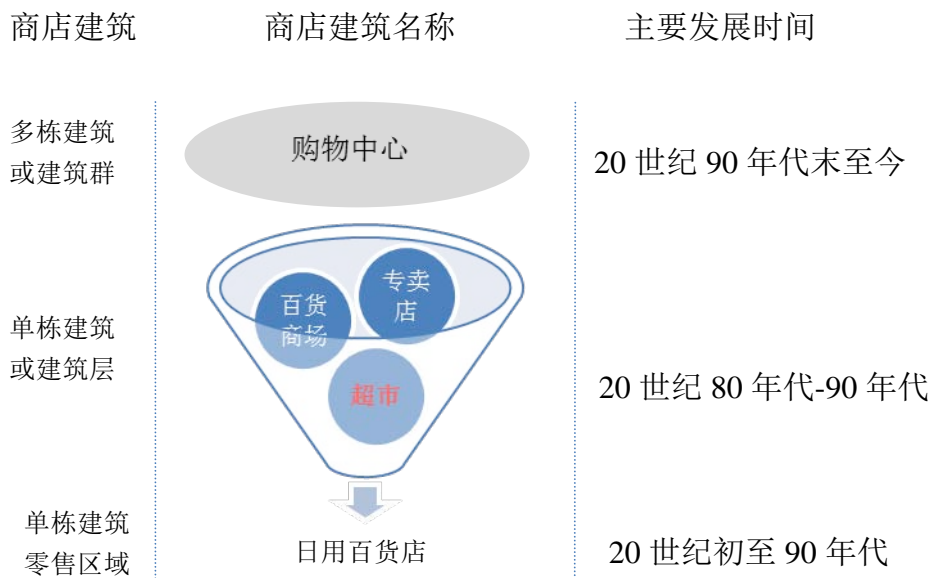 商店建筑 商店建筑名称 主要发展时间
多栋建筑
或建筑群
购物中心
20 世纪 90 年代末至今
单栋建筑
或建筑层
百货
商场
专卖
店
超市
20 世纪 80 年代-90 年代
单栋建筑
零售区域
日用百货店
20 世纪初至 90 年代